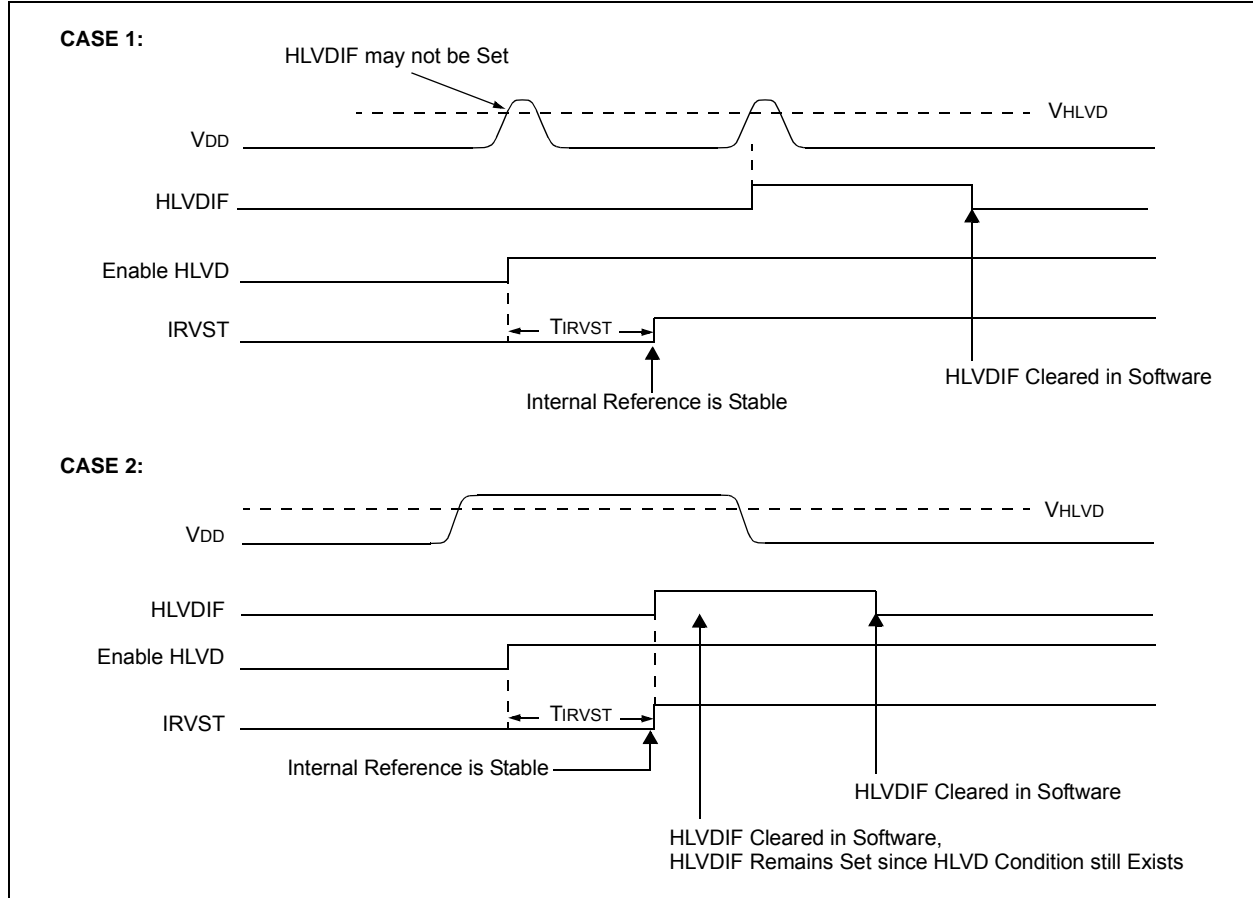 CASE 1:
HLVDIF may not be Set
VHLVD
VDD
HLVDIF
Enable HLVD
IRVST
TIRVST
HLVDIF Cleared in Software
Internal Reference is Stable
CASE 2:
VHLVD
VDD
HLVDIF
Enable HLVD
IRVST
TIRVST
Internal Reference is Stable
HLVDIF Cleared in Software
HLVDIF Cleared in Software,
HLVDIF Remains Set since HLVD Condition still Exists